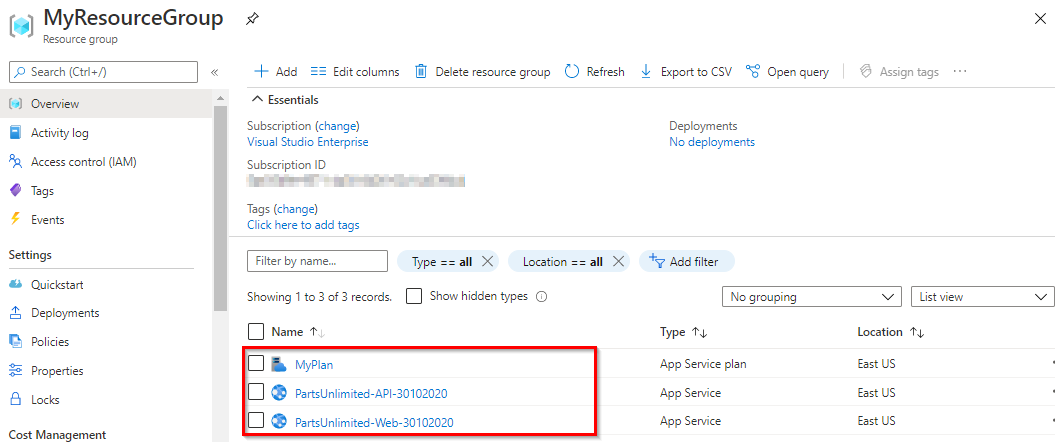 MyResourceGroup
Resource group
Search (Ctrl+/)
«
Overview
Activity log
Access control (IAM)
Tags
Events
Settings
Quickstart
Deployments
Policies
Properties
Locks
Cost Management
Add Edit columns Delete resource group Refresh Export to CSV Open query Assign tags ...
Essentials
Subscription (change)
Visual Studio Enterprise
Subscription ID
Tags (change)
Click here to add tags
Deployments
No deployments
Filter by name... Type == all Location == all Add filter
Showing 1 to 3 of 3 records. Show hidden types No grouping List view
Name Type Location
MyPlan App Service plan East US
PartsUnlimited-API-30102020 App Service East US
PartsUnlimited-Web-30102020 App Service East US